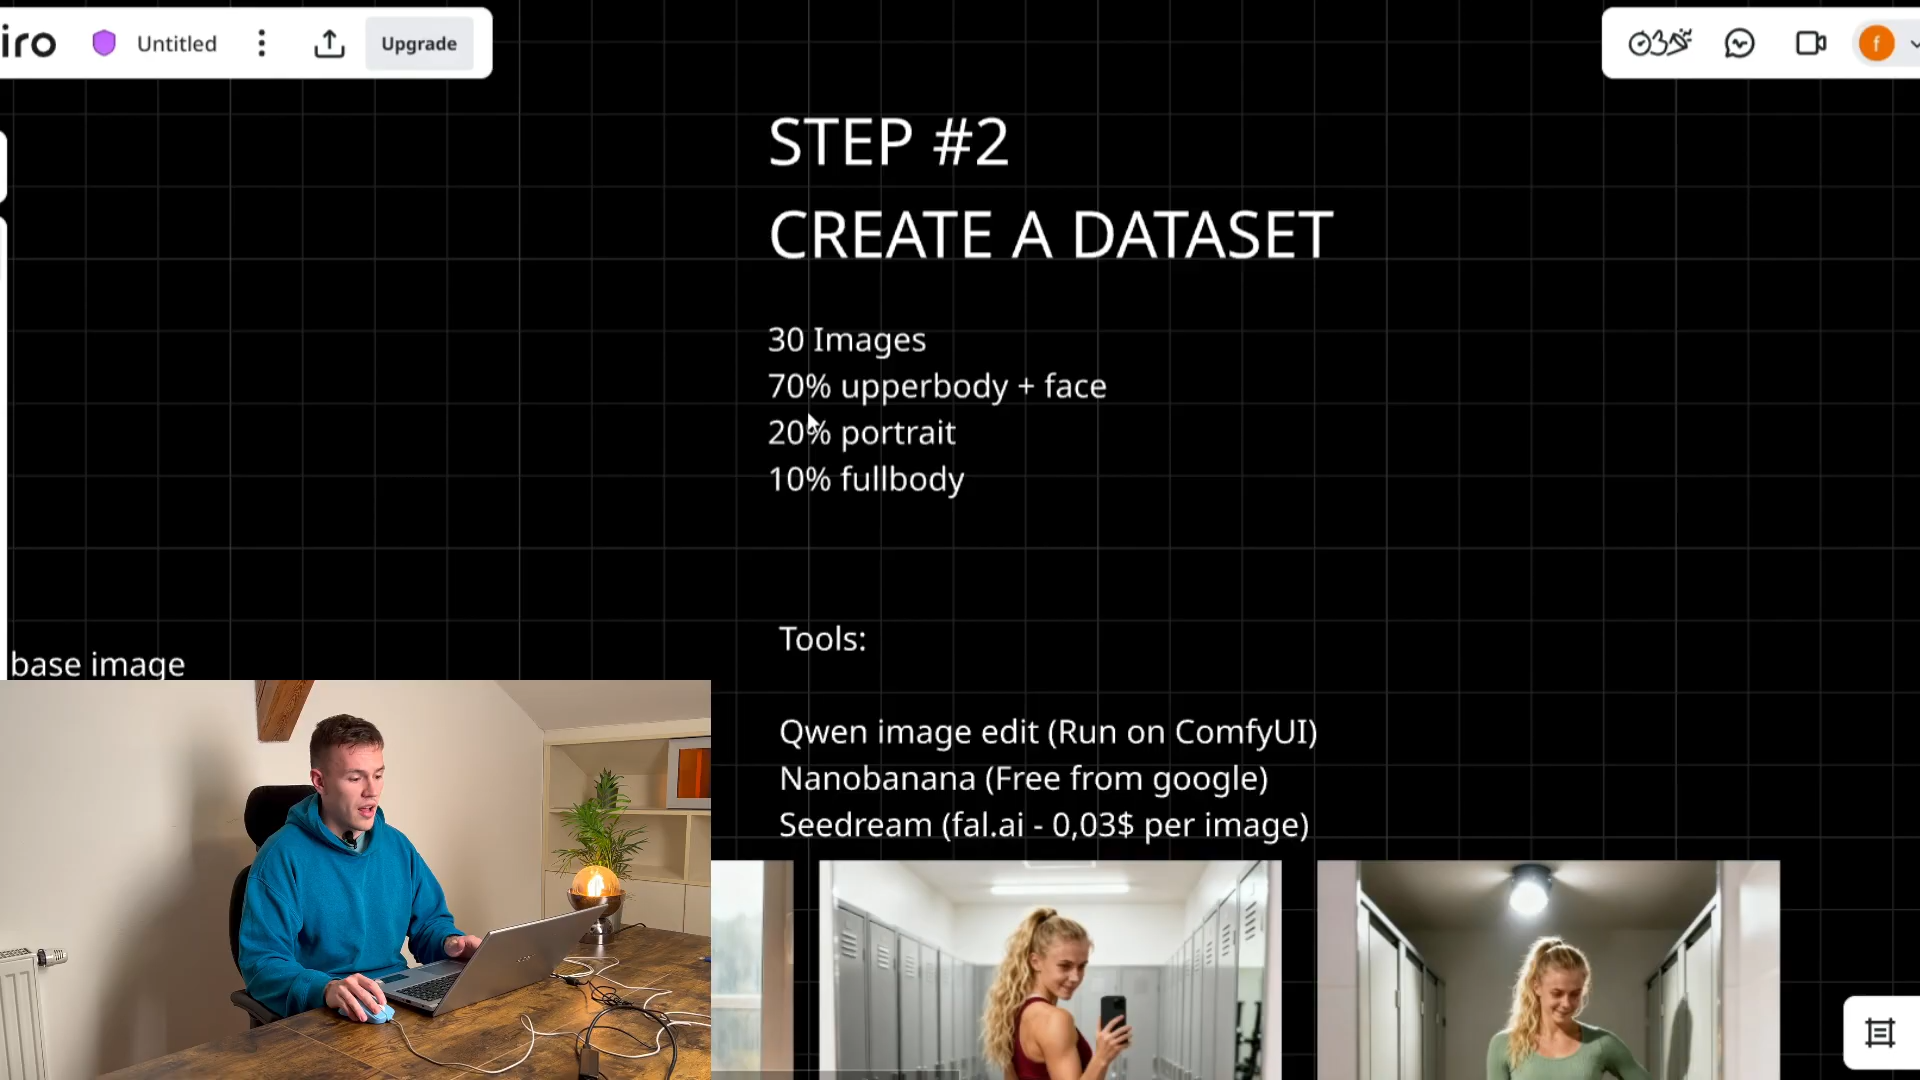 iro
Untitled
Upgrade
f
STEP #2
CREATE A DATASET
30 Images
70% upperbody + face
20% portrait
10% fullbody
base image
Tools:
Qwen image edit (Run on ComfyUI)
Nanobanana (Free from google)
Seedream (fal.ai - 0,03$ per image)